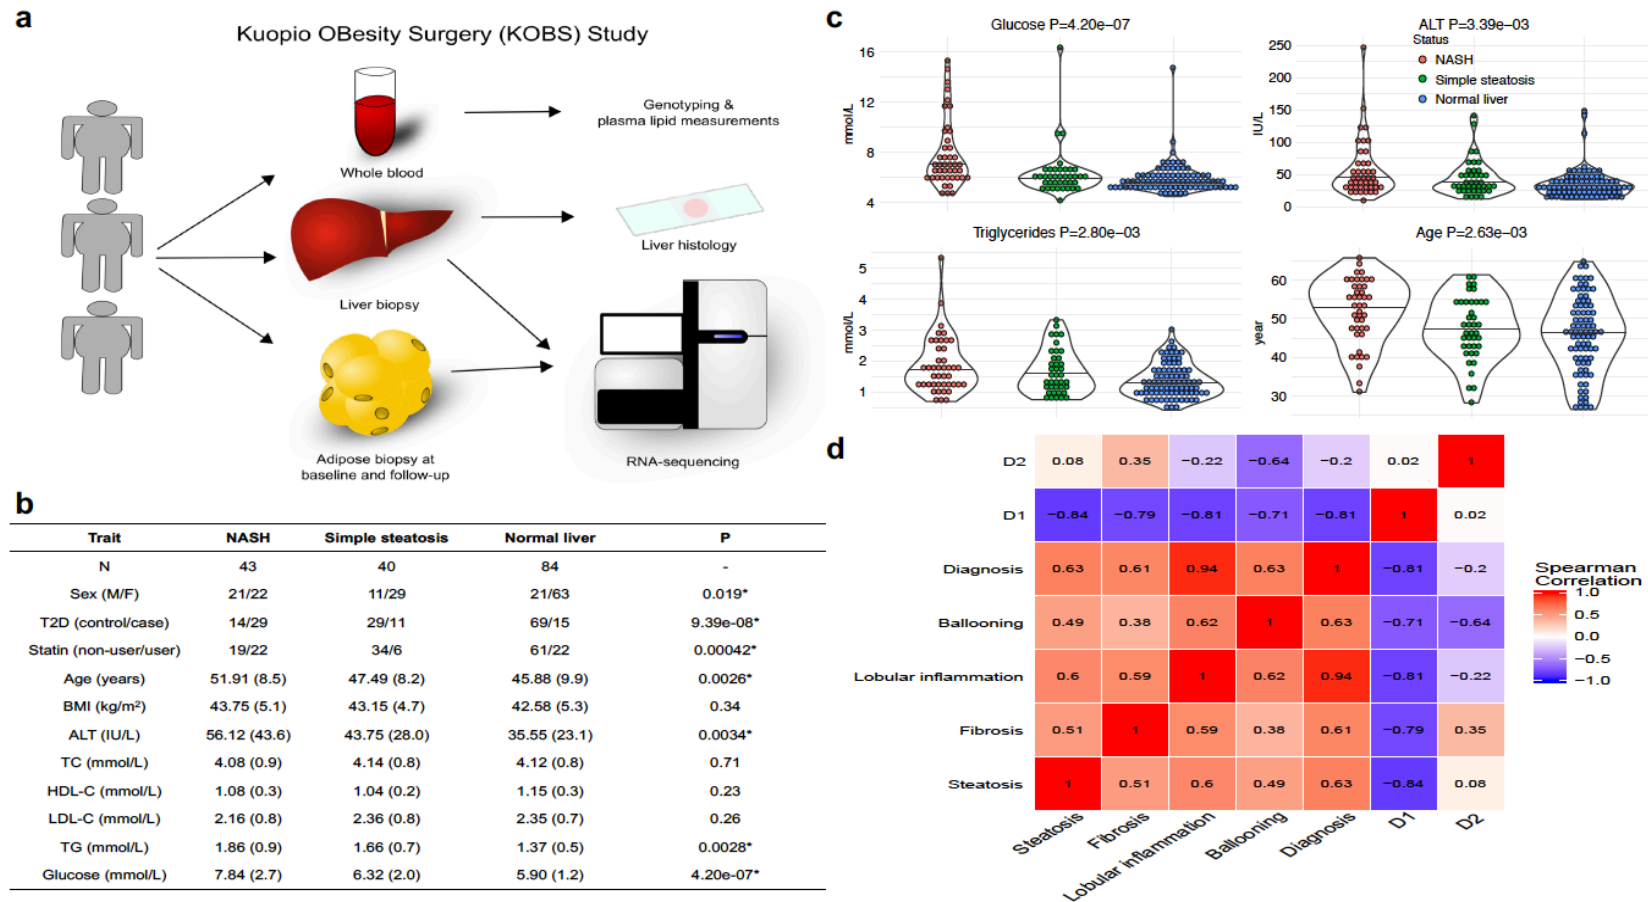 a
Kuopio OBesity Surgery (KOBS) Study
Whole blood
Genotyping &
plasma lipid measurements
Liver biopsy
Liver histology
Adipose biopsy at
baseline and follow-up
RNA-sequencing
b
Trait NASH Simple steatosis Normal liver P
N 43 40 84 -
Sex (M/F) 21/22 11/29 21/63 0.019*
T2D (control/case) 14/29 29/11 69/15 9.39e-08*
Statin (non-user/user) 19/22 34/6 61/22 0.00042*
Age (years) 51.91 (8.5) 47.49 (8.2) 45.88 (9.9) 0.0026*
BMI (kg/m²) 43.75 (5.1) 43.15 (4.7) 42.58 (5.3) 0.34
ALT (IU/L) 56.12 (43.6) 43.75 (28.0) 35.55 (23.1) 0.0034*
TC (mmol/L) 4.08 (0.9) 4.14 (0.8) 4.12 (0.8) 0.71
HDL-C (mmol/L) 1.08 (0.3) 1.04 (0.2) 1.15 (0.3) 0.23
LDL-C (mmol/L) 2.16 (0.8) 2.36 (0.8) 2.35 (0.7) 0.26
TG (mmol/L) 1.86 (0.9) 1.66 (0.7) 1.37 (0.5) 0.0028*
Glucose (mmol/L) 7.84 (2.7) 6.32 (2.0) 5.90 (1.2) 4.20e-07*
c
Glucose P=4.20e−07
mmol/L
16
12
8
4
ALT P=3.39e−03
Status
NASH
Simple steatosis
Normal liver
IU/L
250
200
150
100
50
0
Triglycerides P=2.80e−03
mmol/L
5
4
3
2
1
Age P=2.63e−03
year
60
50
40
30
d
D2 0.08 0.35 −0.22 −0.64 −0.2 0.02 1
D1 −0.84 −0.79 −0.81 −0.71 −0.81 1 0.02
Diagnosis 0.63 0.61 0.94 0.63 1 −0.81 −0.2
Ballooning 0.49 0.38 0.62 1 0.63 −0.71 −0.64
Lobular inflammation 0.6 0.59 1 0.62 0.94 −0.81 −0.22
Fibrosis 0.51 1 0.59 0.38 0.61 −0.79 0.35
Steatosis 1 0.51 0.6 0.49 0.63 −0.84 0.08
Steatosis Fibrosis Lobular inflammation Ballooning Diagnosis D1 D2
Spearman
Correlation
1.0
0.5
0.0
−0.5
−1.0